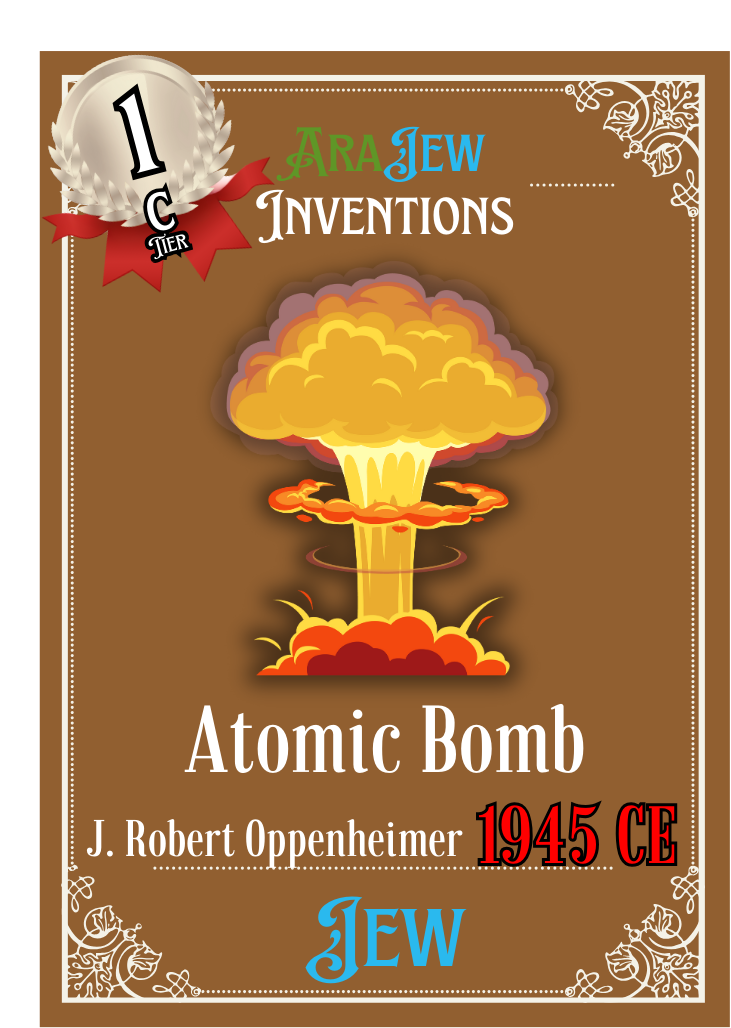 1
C
TIER
ARAJEW
INVENTIONS
Atomic Bomb
J. Robert Oppenheimer 1945 CE
JEW